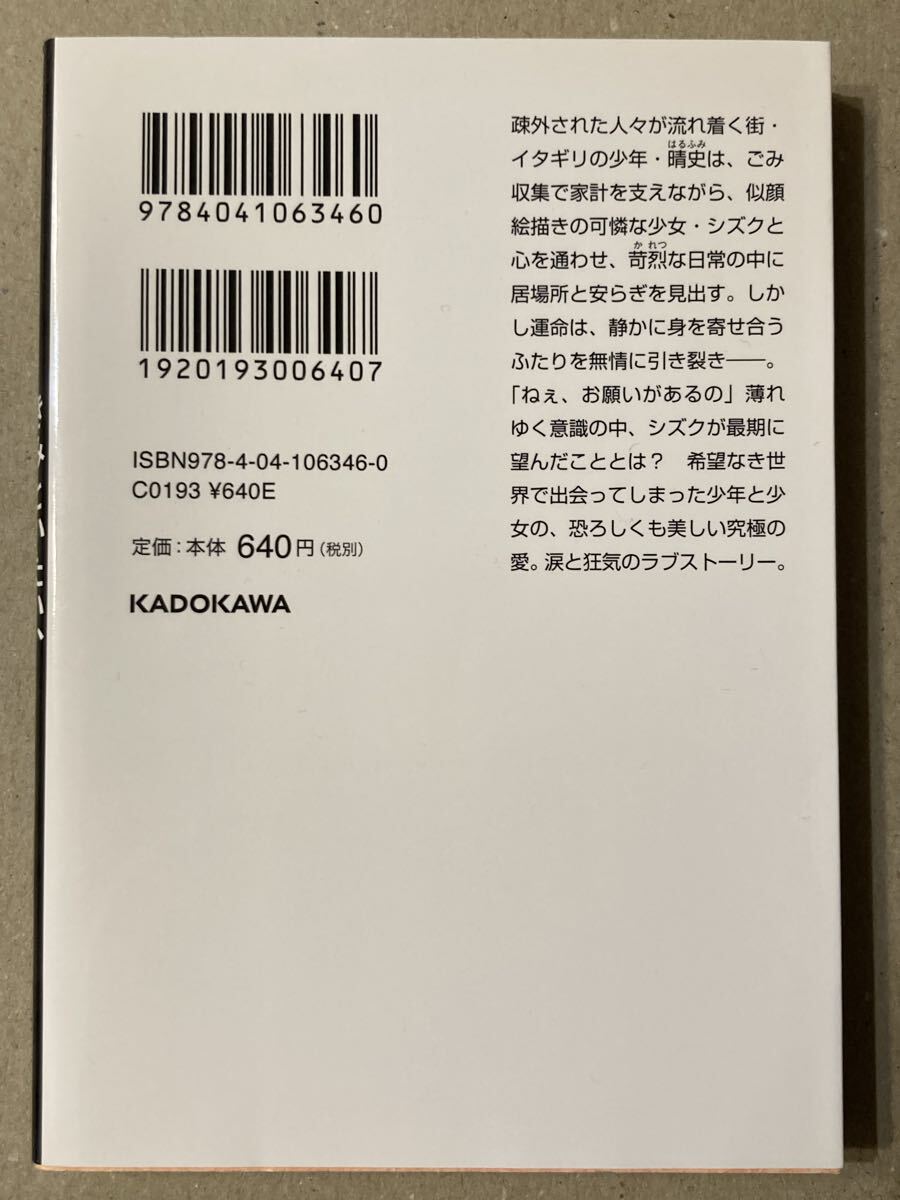 9784041063460
1920193006407
ISBN978-4-04-106346-0
C0193 ¥640E
定価：本体 640円（税別）
KADOKAWA
疎外された人々が流れ着く街・
はるふみ
イタギリの少年・晴史は、ごみ
収集で家計を支えながら、似顔
絵描きの可憐な少女・シズクと
か れつ
心を通わせ、苛烈な日常の中に
居場所と安らぎを見出す。しか
し運命は、静かに身を寄せ合う
ふたりを無情に引き裂き――。
「ねぇ、お願いがあるの」薄れ
ゆく意識の中、シズクが最期に
望んだこととは？　希望なき世
界で出会ってしまった少年と少
女の、恐ろしくも美しい究極の
愛。涙と狂気のラブストーリー。